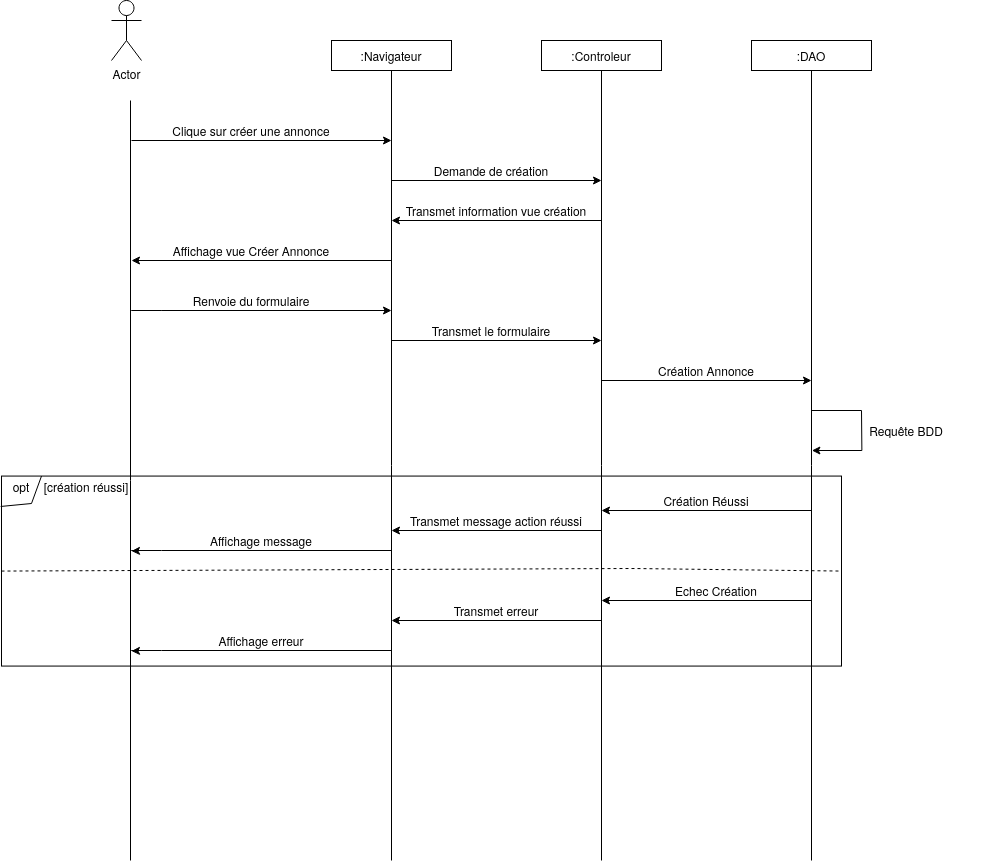 Actor
:Navigateur
:Controleur
:DAO
Clique sur créer une annonce
Demande de création
Transmet information vue création
Affichage vue Créer Annonce
Renvoie du formulaire
Transmet le formulaire
Création Annonce
Requête BDD
opt
[création réussi]
Création Réussi
Transmet message action réussi
Affichage message
Echec Création
Transmet erreur
Affichage erreur